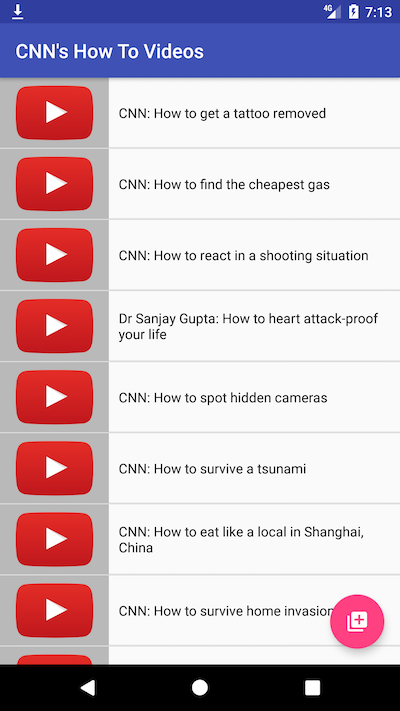 4G
7:13
CNN's How To Videos
CNN: How to get a tattoo removed
CNN: How to find the cheapest gas
CNN: How to react in a shooting situation
Dr Sanjay Gupta: How to heart attack-proof
your life
CNN: How to spot hidden cameras
CNN: How to survive a tsunami
CNN: How to eat like a local in Shanghai,
China
CNN: How to survive home invasion